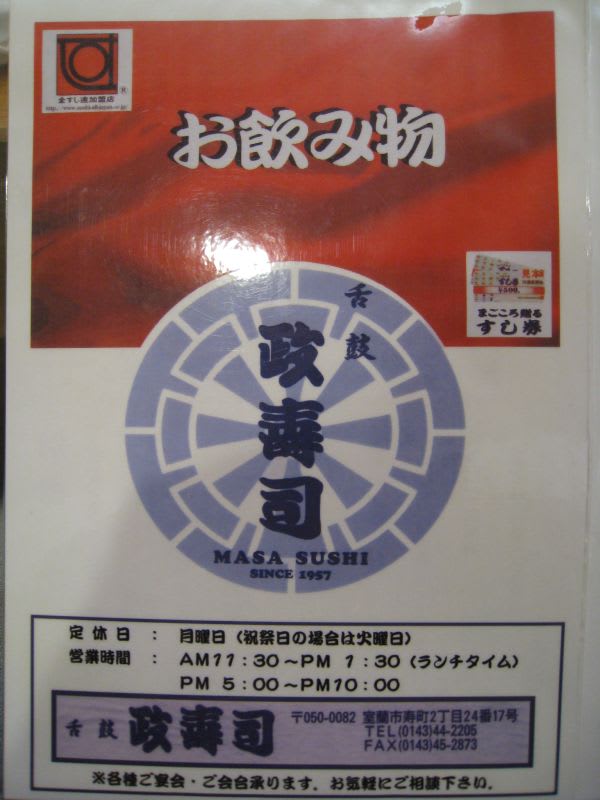 全すし連加盟店
お飲み物
見本
すし券
¥500.
まごころ贈る
すし券
舌鼓
政寿司
MASA SUSHI
SINCE 1957
定休日 : 月曜日（祝祭日の場合は火曜日）
営業時間 : AM11:30〜PM 1:30（ランチタイム）
PM 5:00〜PM10:00
舌鼓 政壽司 〒050-0082 室蘭市寿町2丁目24番17号
TEL(0143)44-2205
FAX(0143)45-2873
※各種ご宴会・ご会合承ります。お気軽にご相談下さい。